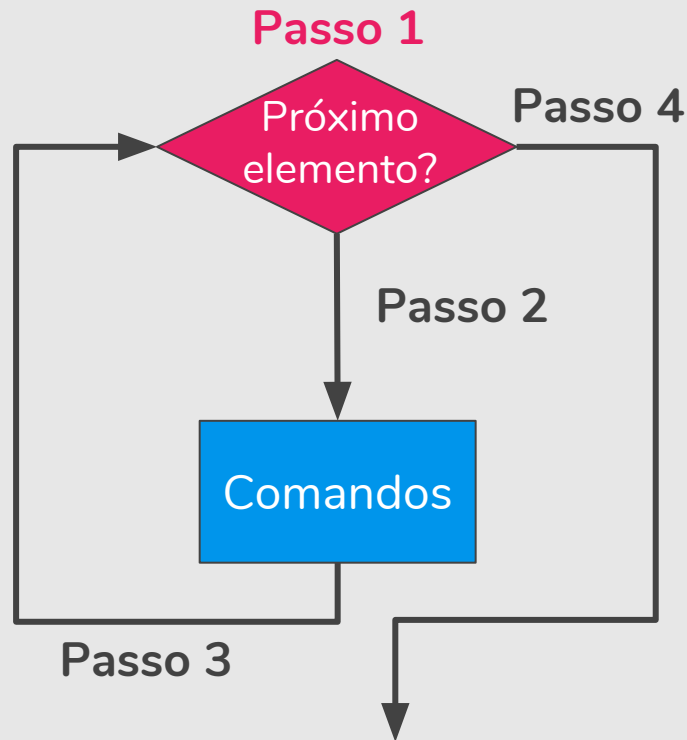 Passo 1
Próximo
elemento?
Passo 4
Passo 2
Comandos
Passo 3